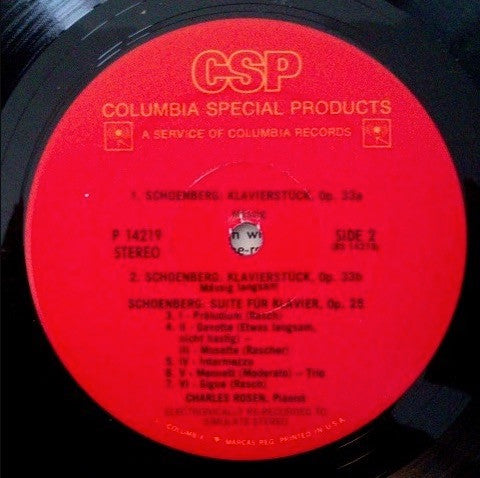 CSP
COLUMBIA SPECIAL PRODUCTS
A SERVICE OF COLUMBIA RECORDS
1. SCHOENBERG: KLAVIERSTÜCK, Op. 33a
P 14219
STEREO
SIDE 2
2. SCHOENBERG: KLAVIERSTÜCK, Op. 33b
Mässig langsam
SCHOENBERG: SUITE FÜR KLAVIER, Op. 25
3. I - Präludium (Rasch)
4. II - Gavotte (Etwas langsam,
nicht hastig) -
III - Musette (Rascher)
5. IV - Intermezzo
6. V - Menuett (Moderato) - Trio
7. VI - Gigue (Rasch)
CHARLES ROSEN, Pianist
ELECTRONICALLY RE-RECORDED TO
SIMULATE STEREO
MARCAS REG. PRINTED IN U.S.A.